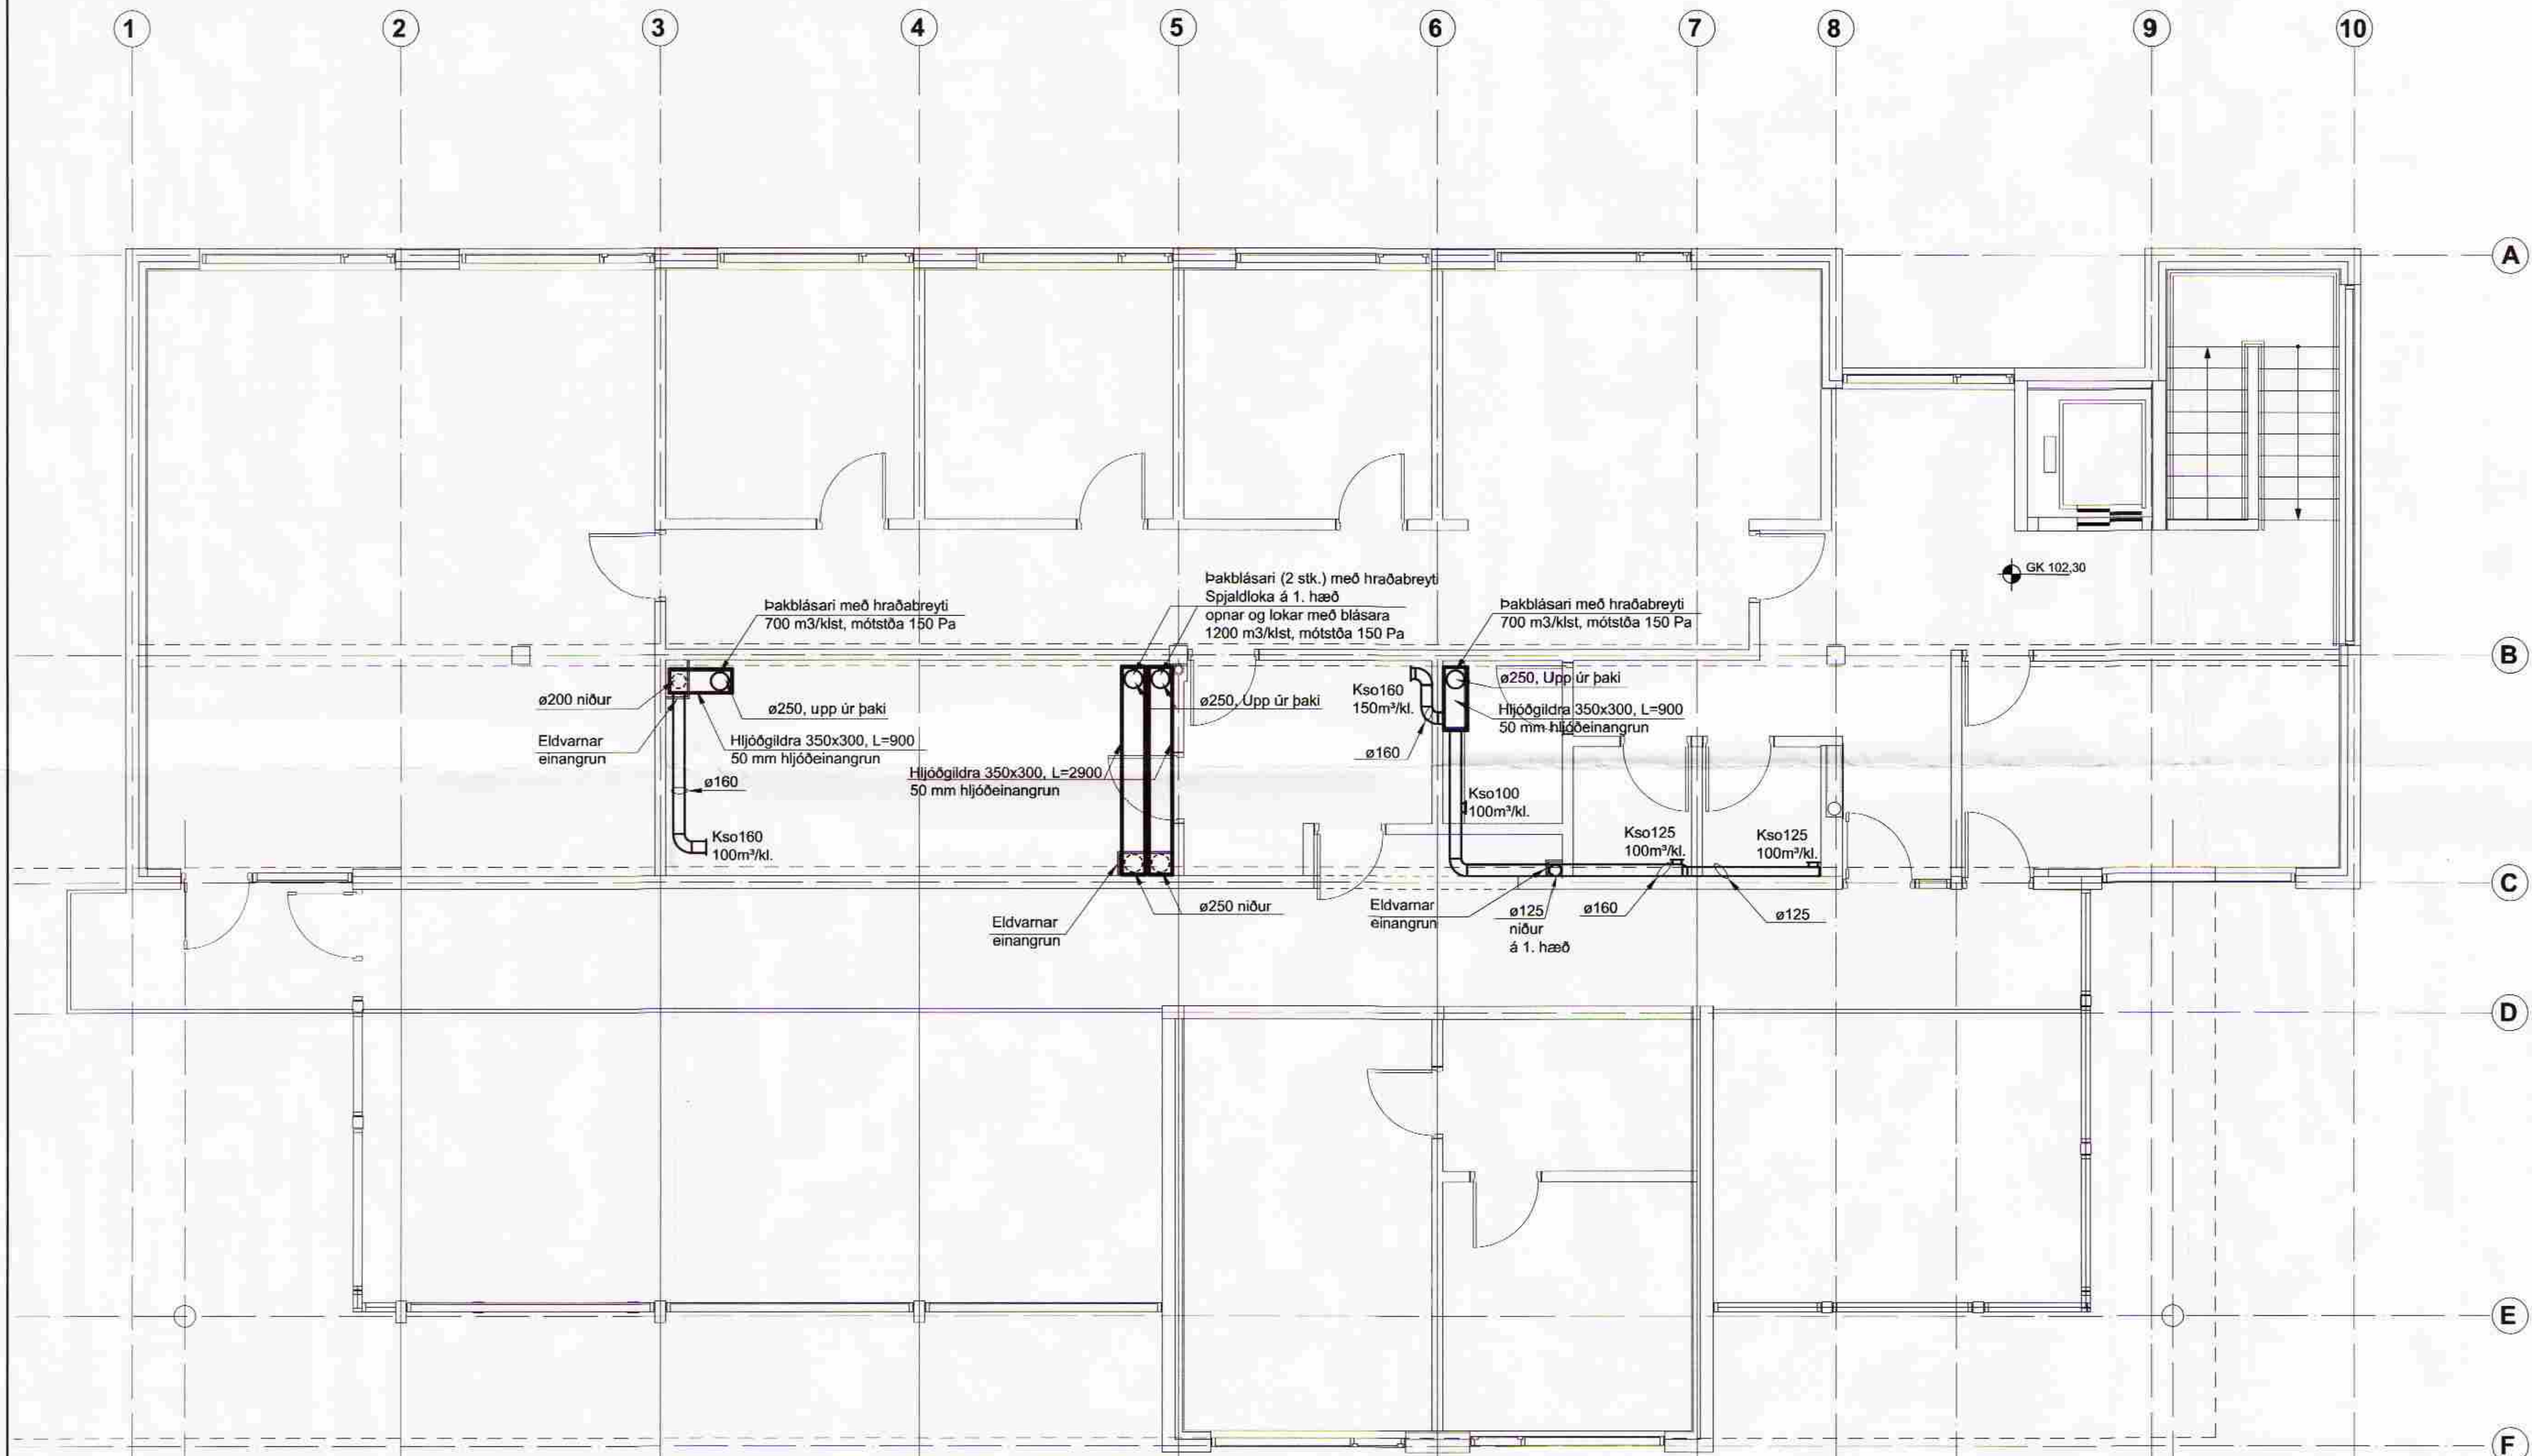 1
2
3
4
5
6
7
8
9
10
A
B
C
D
E
F
GK 102,30
Þakblásari með hraðabreyti
700 m3/klst, mótstða 150 Pa
ø200 niður
ø250, upp úr þaki
Eldvarnar
einangrun
Hljóðgildra 350x300, L=900
50 mm hljóðeinangrun
ø160
Kso160
100m³/kl.
Þakblásari (2 stk.) með hraðabreyti
Spjaldloka á 1. hæð
opnar og lokar með blásara
1200 m3/klst, mótstða 150 Pa
ø250, Upp úr þaki
Hljóðgildra 350x300, L=2900
50 mm hljóðeinangrun
Eldvarnar
einangrun
ø250 niður
Þakblásari með hraðabreyti
700 m3/klst, mótstða 150 Pa
Kso160
150m³/kl.
ø250, Upp úr þaki
Hljóðgildra 350x300, L=900
50 mm hljóðeinangrun
ø160
Kso100
100m³/kl.
Kso125
100m³/kl.
Kso125
100m³/kl.
Eldvarnar
einangrun
ø125
niður
á 1. hæð
ø160
ø125